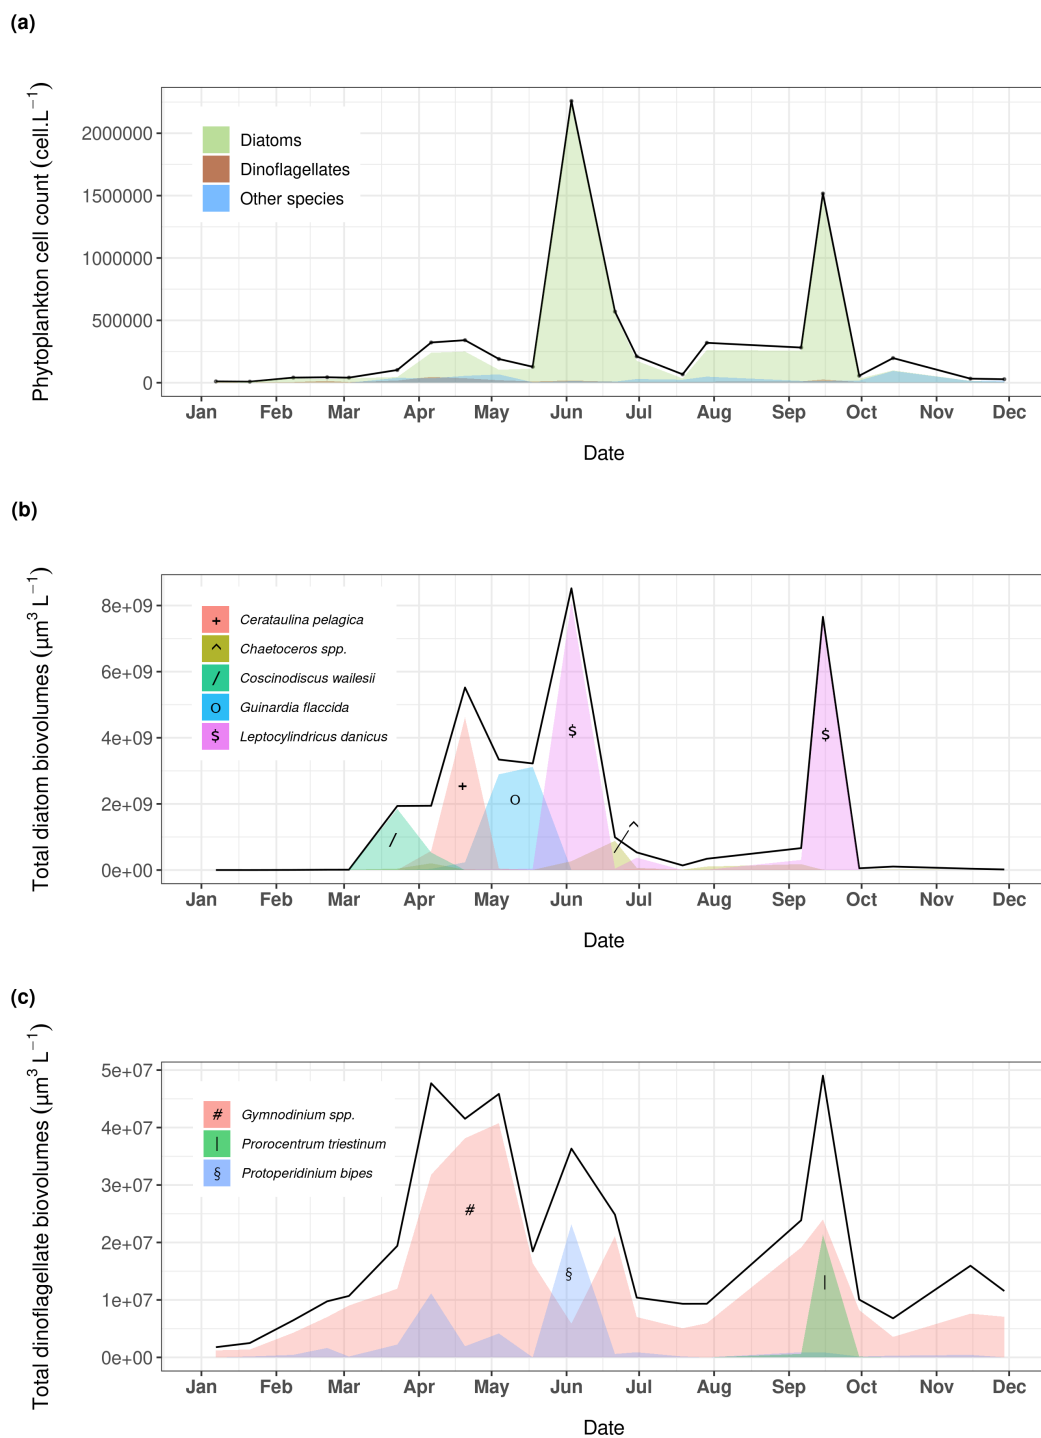 (a)
Phytoplankton cell count (cell.L⁻¹)
2000000
1500000
1000000
500000
0
Diatoms
Dinoflagellates
Other species
Jan Feb Mar Apr May Jun Jul Aug Sep Oct Nov Dec
Date
(b)
Total diatom biovolumes (µm³ L⁻¹)
8e+09
6e+09
4e+09
2e+09
0e+00
+ Cerataulina pelagica
^ Chaetoceros spp.
/ Coscinodiscus wailesii
O Guinardia flaccida
$ Leptocylindricus danicus
$ $
+
O
^
/
Jan Feb Mar Apr May Jun Jul Aug Sep Oct Nov Dec
Date
(c)
Total dinoflagellate biovolumes (µm³ L⁻¹)
5e+07
4e+07
3e+07
2e+07
1e+07
0e+00
# Gymnodinium spp.
| Prorocentrum triestinum
§ Protoperidinium bipes
#
§
|
Jan Feb Mar Apr May Jun Jul Aug Sep Oct Nov Dec
Date